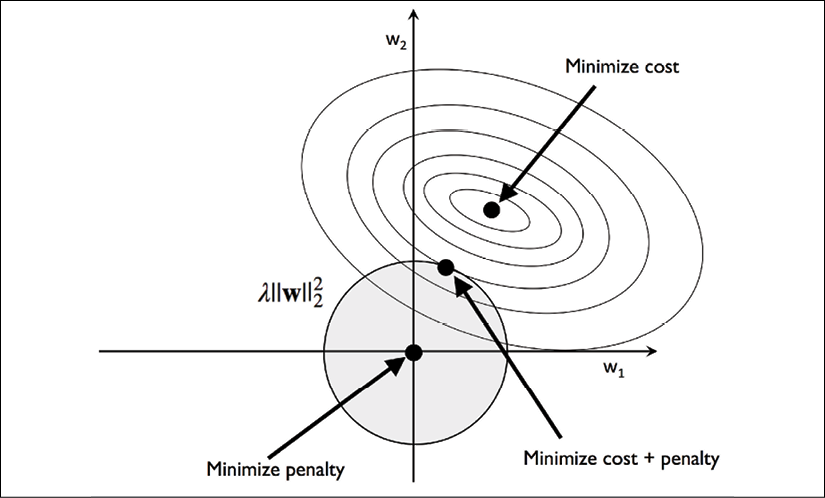 w₂
Minimize cost
λ||𝐰||₂²
w₁
Minimize cost + penalty
Minimize penalty